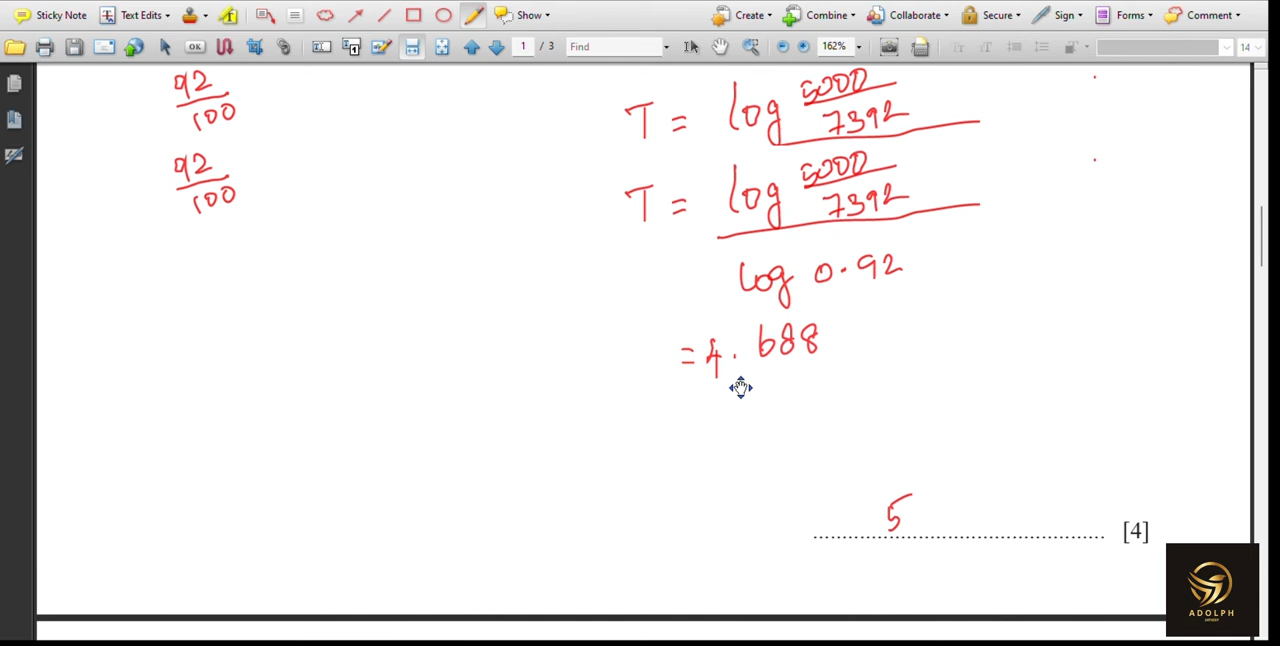 Sticky Note Text Edits Show Create Combine Collaborate Secure Sign Forms Comment
OK 1 / 3 Find 162% 14
92
100
T = log 5000
7392
92
100
T = log 5000
7392
log 0.92
= 4.688
5
[4]
ADOLPH